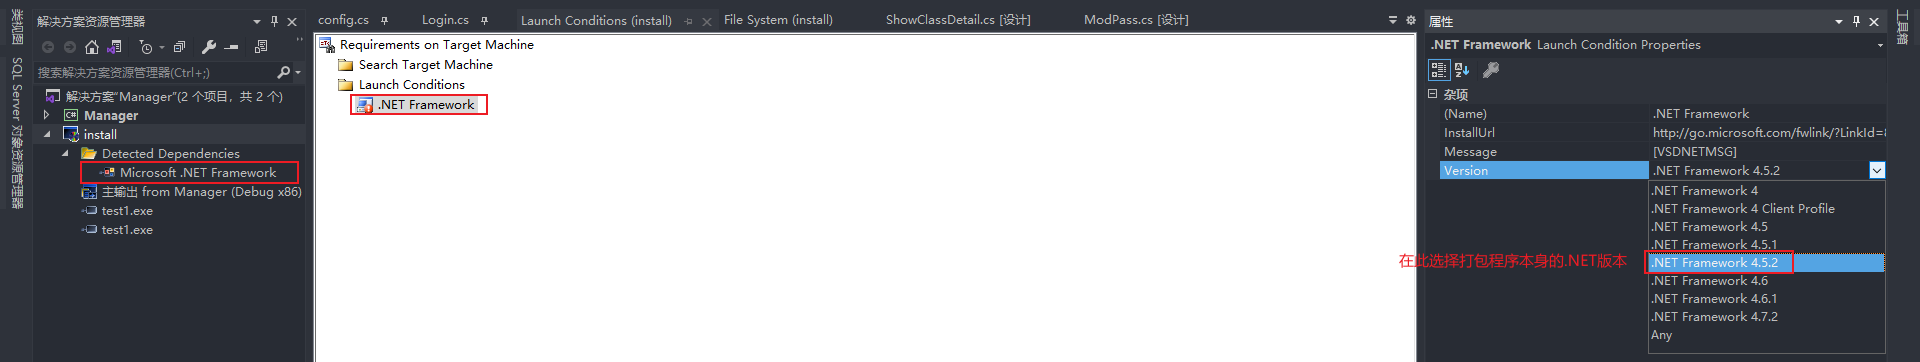 类视图
SQL Server 对象资源管理器
解决方案资源管理器
搜索解决方案资源管理器(Ctrl+;)
解决方案"Manager"(2 个项目，共 2 个)
Manager
install
Detected Dependencies
Microsoft .NET Framework
主输出 from Manager (Debug x86)
test1.exe
test1.exe
config.cs
Login.cs
Launch Conditions (install)
File System (install)
ShowClassDetail.cs [设计]
ModPass.cs [设计]
Requirements on Target Machine
Search Target Machine
Launch Conditions
.NET Framework
在此选择打包程序本身的.NET版本
属性
.NET Framework Launch Condition Properties
杂项
(Name) .NET Framework
InstallUrl http://go.microsoft.com/fwlink/?LinkId=8
Message [VSDNETMSG]
Version .NET Framework 4.5.2
.NET Framework 4
.NET Framework 4 Client Profile
.NET Framework 4.5
.NET Framework 4.5.1
.NET Framework 4.5.2
.NET Framework 4.6
.NET Framework 4.6.1
.NET Framework 4.7.2
Any
工具箱